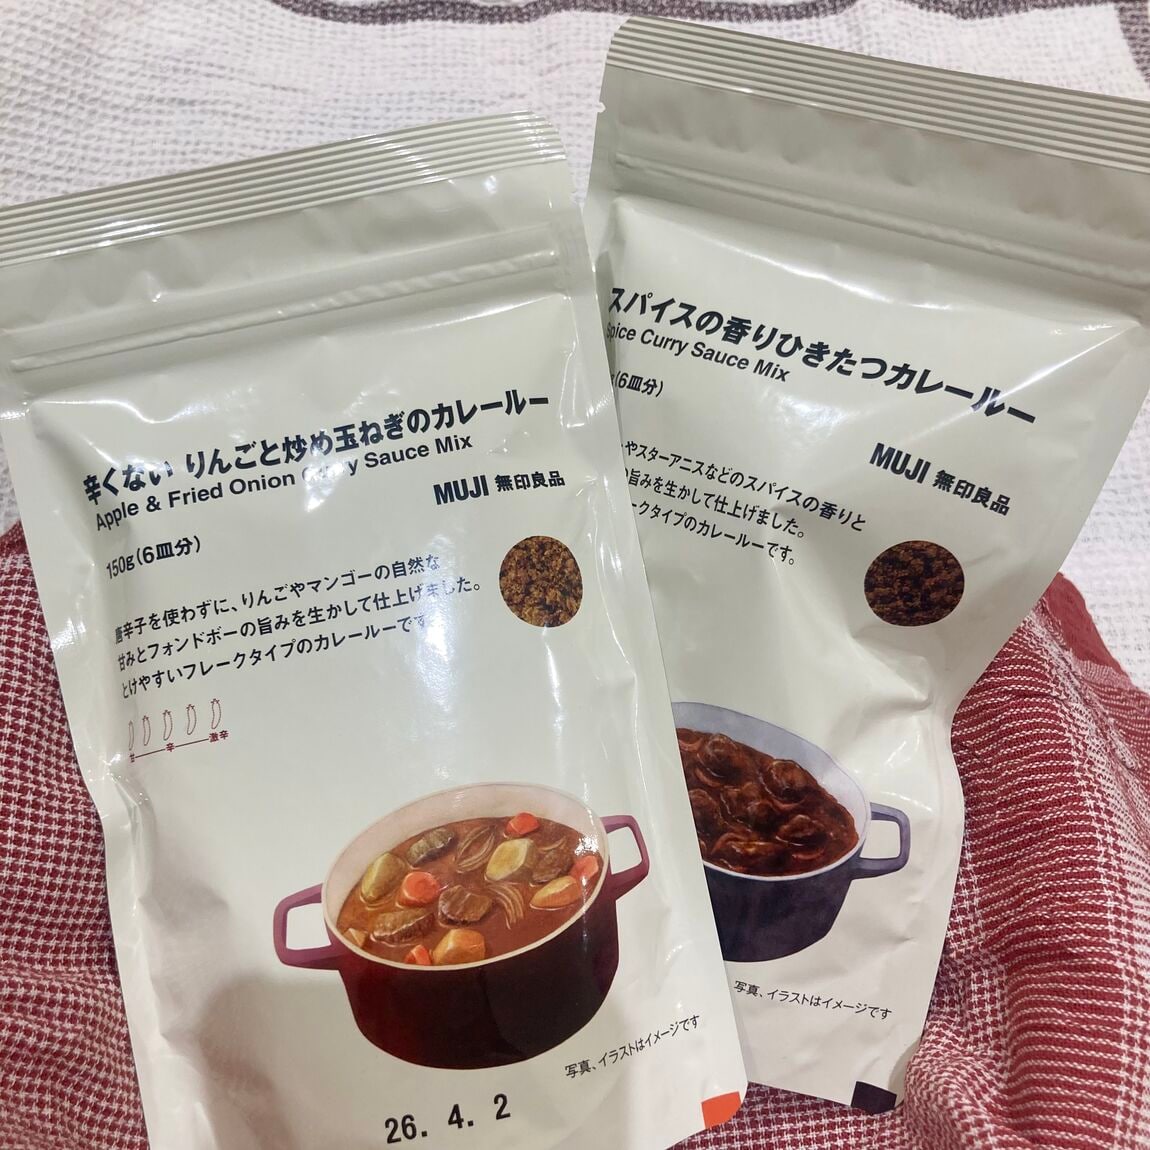 辛くない りんごと炒め玉ねぎのカレールー
Apple & Fried Onion Curry Sauce Mix
MUJI 無印良品
150g(6皿分)
唐辛子を使わずに、りんごやマンゴーの自然な
甘みとフォンドボーの旨みを生かして仕上げました。
とけやすいフレークタイプのカレールーです
甘 辛 激辛
写真、イラストはイメージです
26. 4. 2
スパイスの香りひきたつカレールー
Spice Curry Sauce Mix
(6皿分)
MUJI 無印良品
やスターアニスなどのスパイスの香りと
旨みを生かして仕上げました。
クタイプのカレールーです。
写真、イラストはイメージです